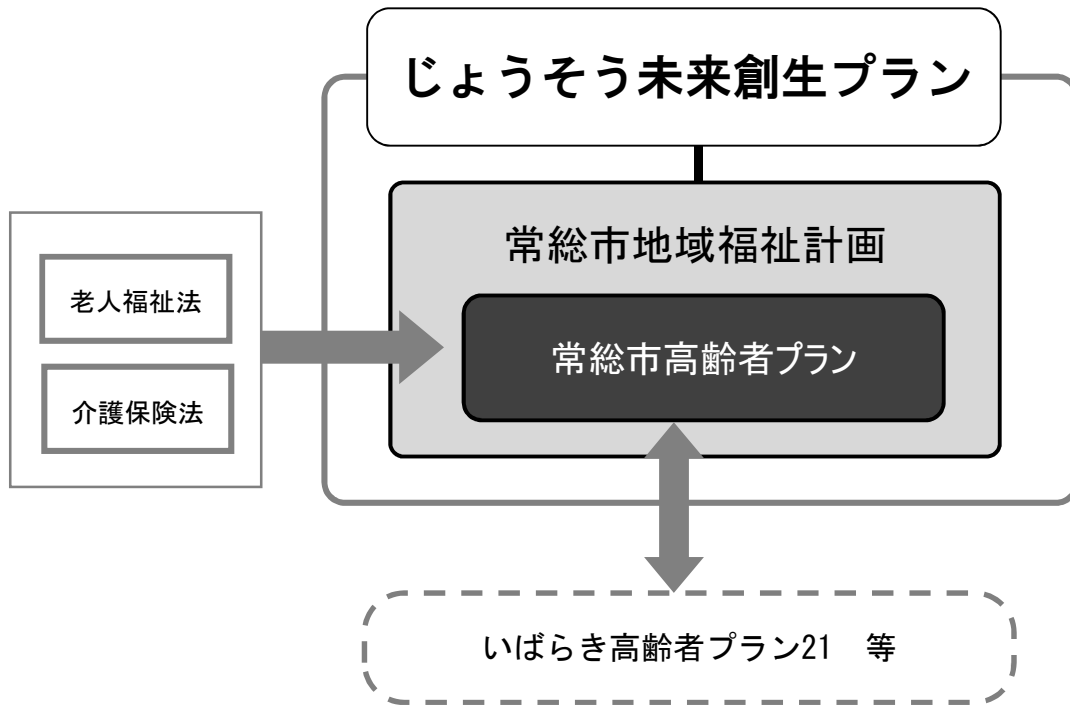 じょうそう未来創生プラン
常総市地域福祉計画
老人福祉法
常総市高齢者プラン
介護保険法
いばらき高齢者プラン21　等